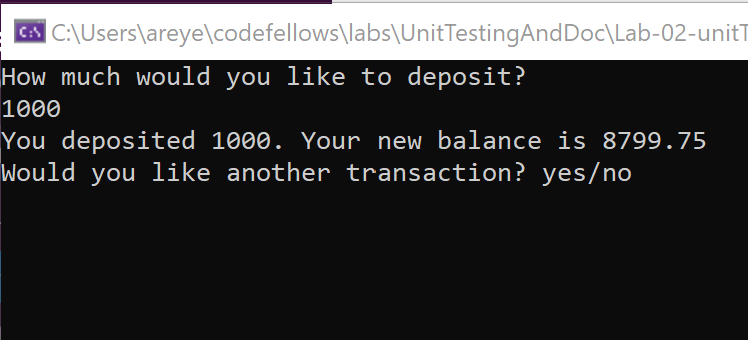 C:\Users\areye\codefellows\labs\UnitTestingAndDoc\Lab-02-unitT
How much would you like to deposit?
1000
You deposited 1000. Your new balance is 8799.75
Would you like another transaction? yes/no